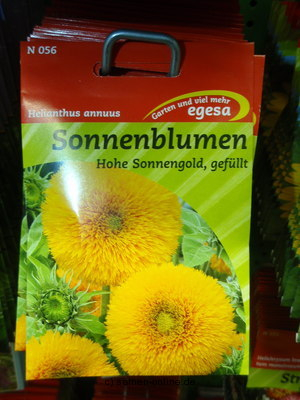 N 056
Helianthus annuus
Garten und viel mehr
egesa
Sonnenblumen
Hohe Sonnengold, gefüllt